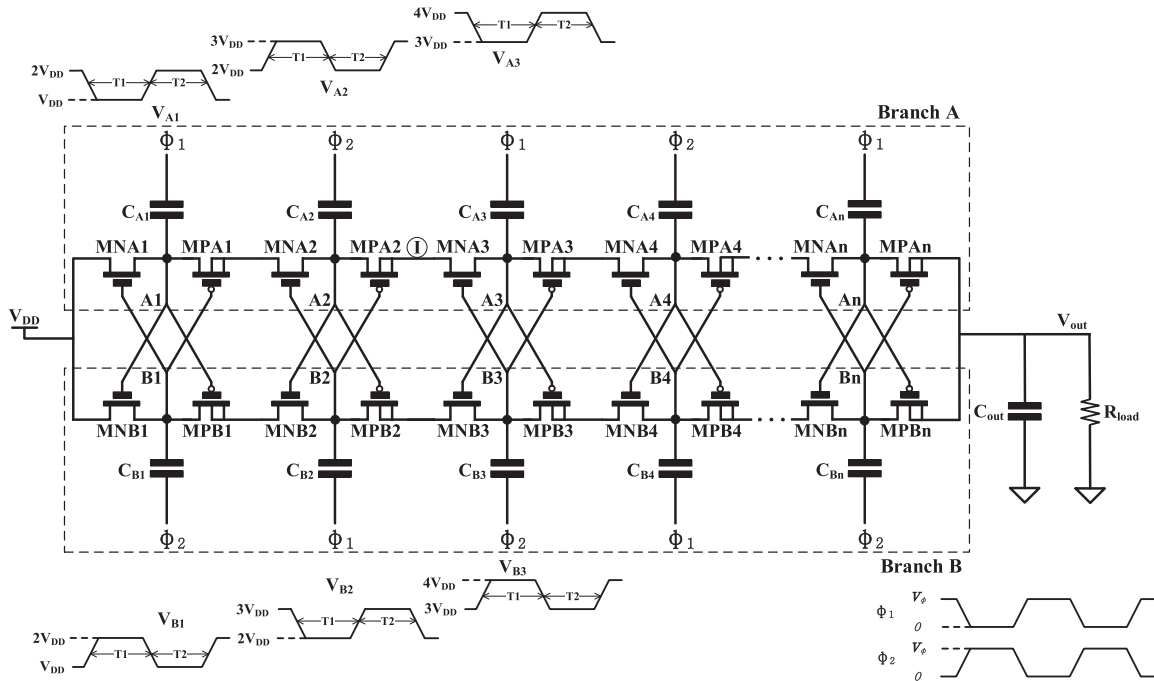 4V_DD T1 T2
3V_DD
V_A3
3V_DD T1 T2
2V_DD
V_A2
2V_DD T1 T2
V_DD
V_A1
Branch A
Φ1 Φ2 Φ1 Φ2 Φ1
C_A1 C_A2 C_A3 C_A4 C_An
MNA1 MPA1 MNA2 MPA2 Ⓘ MNA3 MPA3 MNA4 MPA4 MNAn MPAn
A1 A2 A3 A4 An
V_DD V_out
B1 B2 B3 B4 Bn
C_out R_load
MNB1 MPB1 MNB2 MPB2 MNB3 MPB3 MNB4 MPB4 MNBn MPBn
C_B1 C_B2 C_B3 C_B4 C_Bn
Φ2 Φ1 Φ2 Φ1 Φ2
Branch B
V_B3
4V_DD T1 T2
3V_DD
V_B2
3V_DD T1 T2
2V_DD
V_B1
2V_DD T1 T2
V_DD
Φ1 V_ϕ
0
Φ2 V_ϕ
0